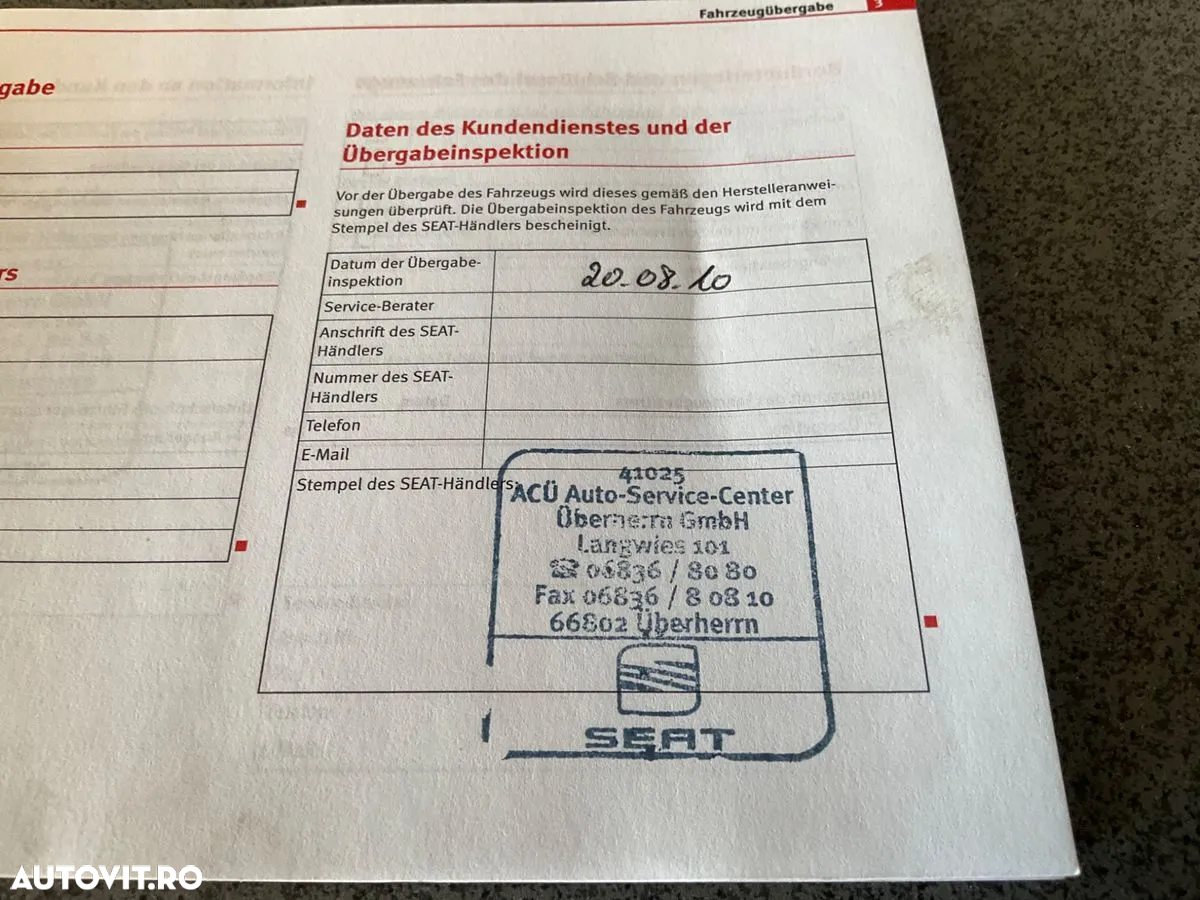 Fahrzeugübergabe
3
gabe
rs
Daten des Kundendienstes und der
Übergabeinspektion
Vor der Übergabe des Fahrzeugs wird dieses gemäß den Herstelleranwei-
sungen überprüft. Die Übergabeinspektion des Fahrzeugs wird mit dem
Stempel des SEAT-Händlers bescheinigt.
Datum der Übergabe-
inspektion
20.08.10
Service-Berater
Anschrift des SEAT-
Händlers
Nummer des SEAT-
Händlers
Telefon
E-Mail
Stempel des SEAT-Händlers:
41025
ACÜ Auto-Service-Center
Überherrn GmbH
Langwies 101
☎ 06836 / 80 80
Fax 06836 / 8 08 10
66802 Überherrn
SEAT
AUTOVIT.RO